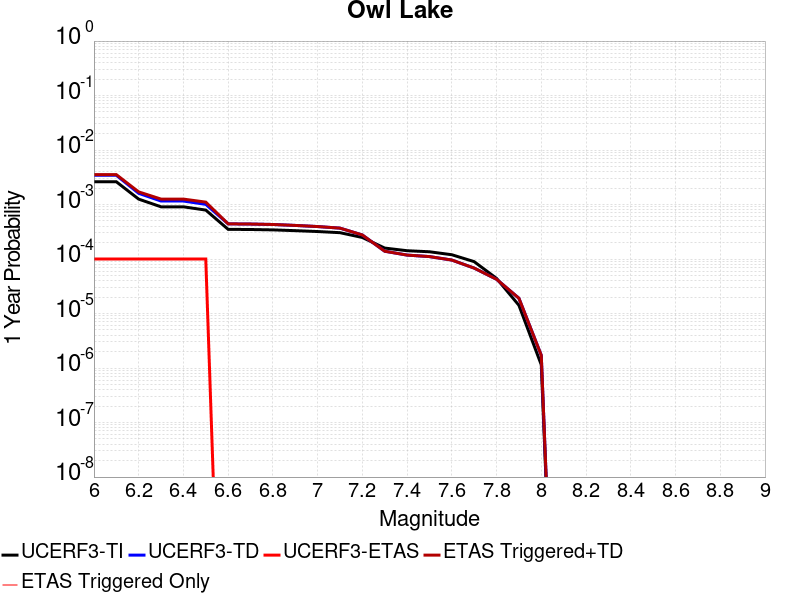 Owl Lake
1 Year Probability
10^0
10^-1
10^-2
10^-3
10^-4
10^-5
10^-6
10^-7
10^-8
6 6.2 6.4 6.6 6.8 7 7.2 7.4 7.6 7.8 8 8.2 8.4 8.6 8.8 9
Magnitude
UCERF3-TI UCERF3-TD UCERF3-ETAS ETAS Triggered+TD
ETAS Triggered Only